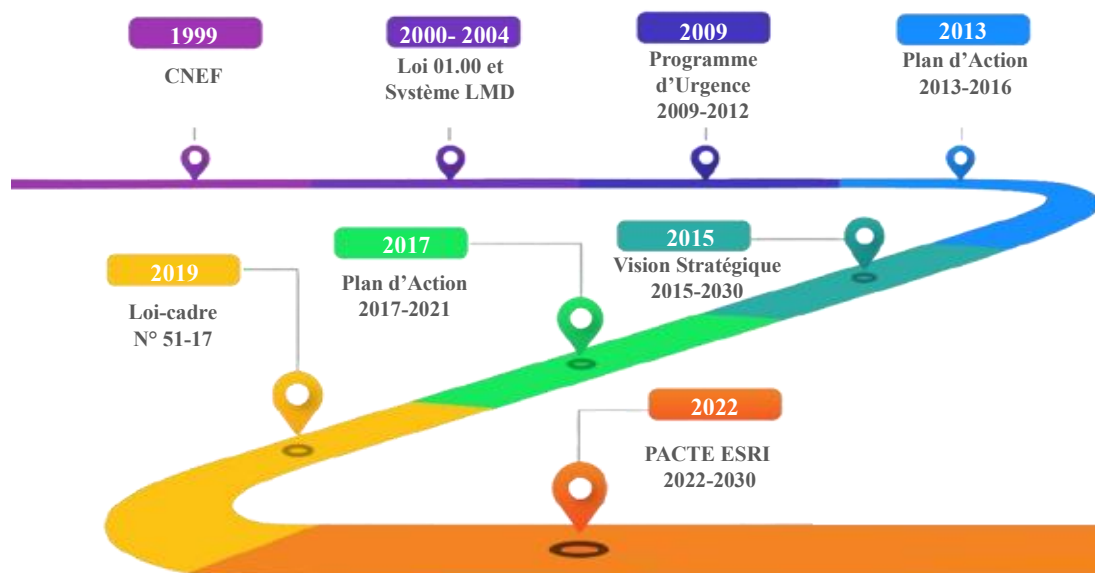 1999
CNEF
2000- 2004
Loi 01.00 et
Svstème LMD
2009
Programme
d’Urgence
2009-2012
2013
Plan d’Action
2013-2016
2015
Vision Stratégique
2015-2030
2017
Plan d’Action
2017-2021
2019
Loi-cadre
N° 51-17
2022
PACTE ESRI
2022-2030